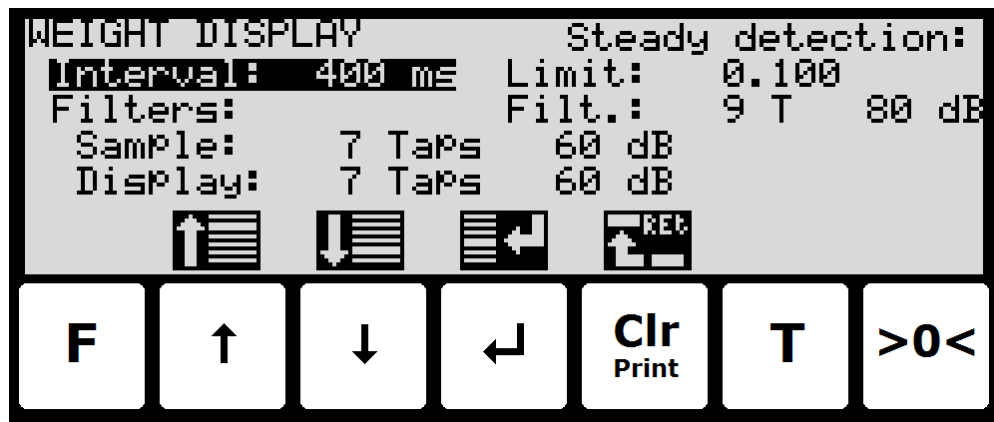 WEIGHT DISPLAY Steady detection:
Interval: 400 ms Limit: 0.100
Filters: Filt.: 9 T 80 dB
Sample: 7 Taps 60 dB
Display: 7 Taps 60 dB
RET
F ↑ ↓ ↵ Clr T >0<
Print